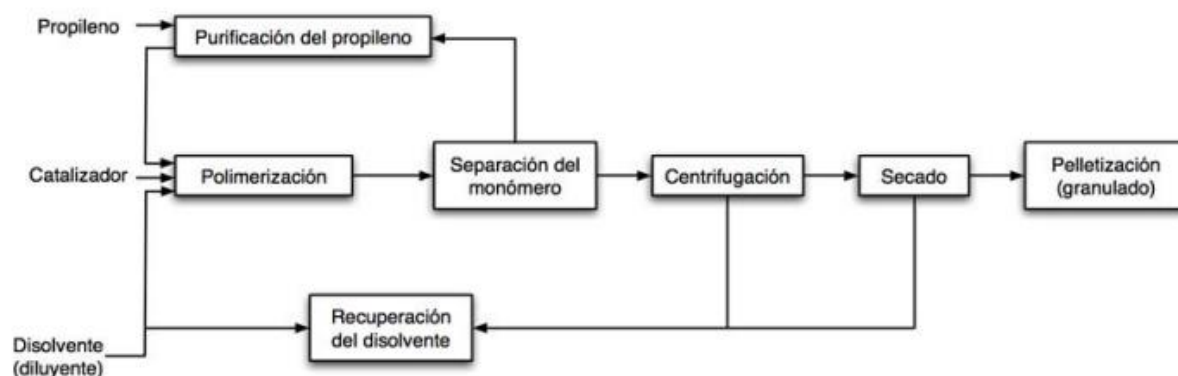 Propileno
Purificación del propileno
Catalizador
Polimerización
Separación del
monómero
Centrifugación
Secado
Pelletización
(granulado)
Recuperación
del disolvente
Disolvente
(diluyente)